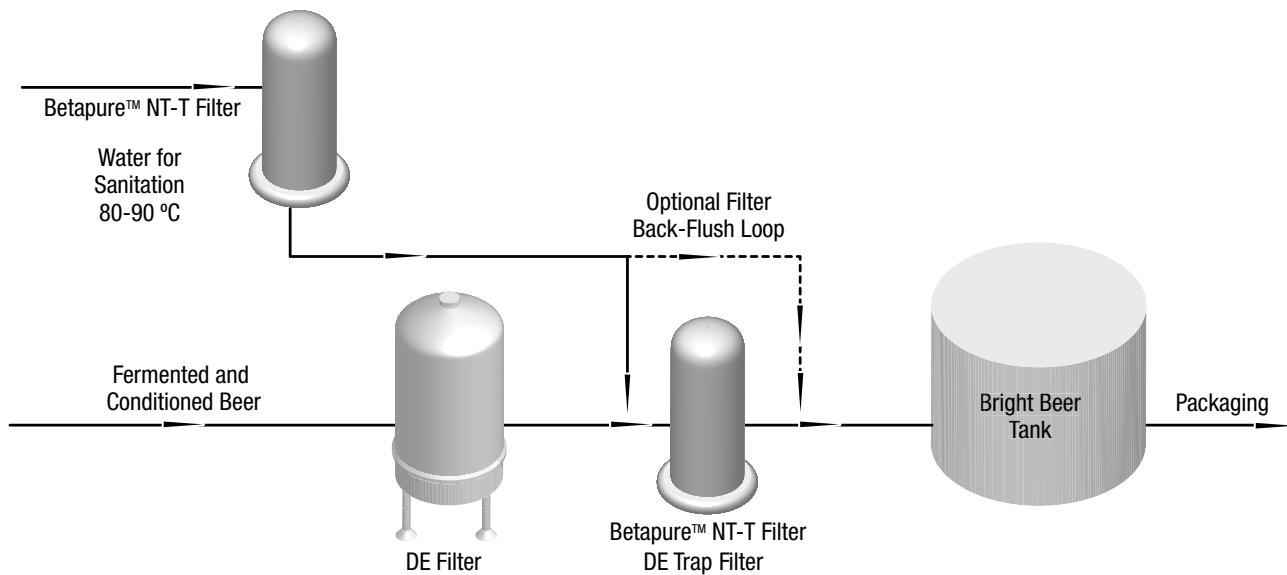 Betapure™ NT-T Filter
Water for
Sanitation
80-90 ºC
Optional Filter
Back-Flush Loop
Fermented and
Conditioned Beer
Bright Beer
Tank
Packaging
DE Filter
Betapure™ NT-T Filter
DE Trap Filter